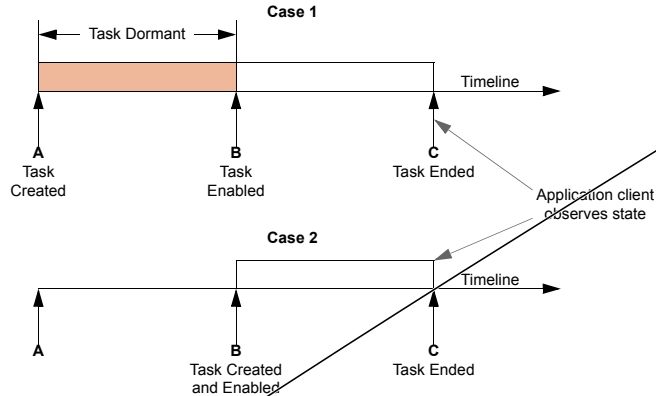 Case 1
Task Dormant
Timeline
A
Task
Created
B
Task
Enabled
C
Task Ended
Application client
observes state
Case 2
Timeline
A
B
Task Created
and Enabled
C
Task Ended